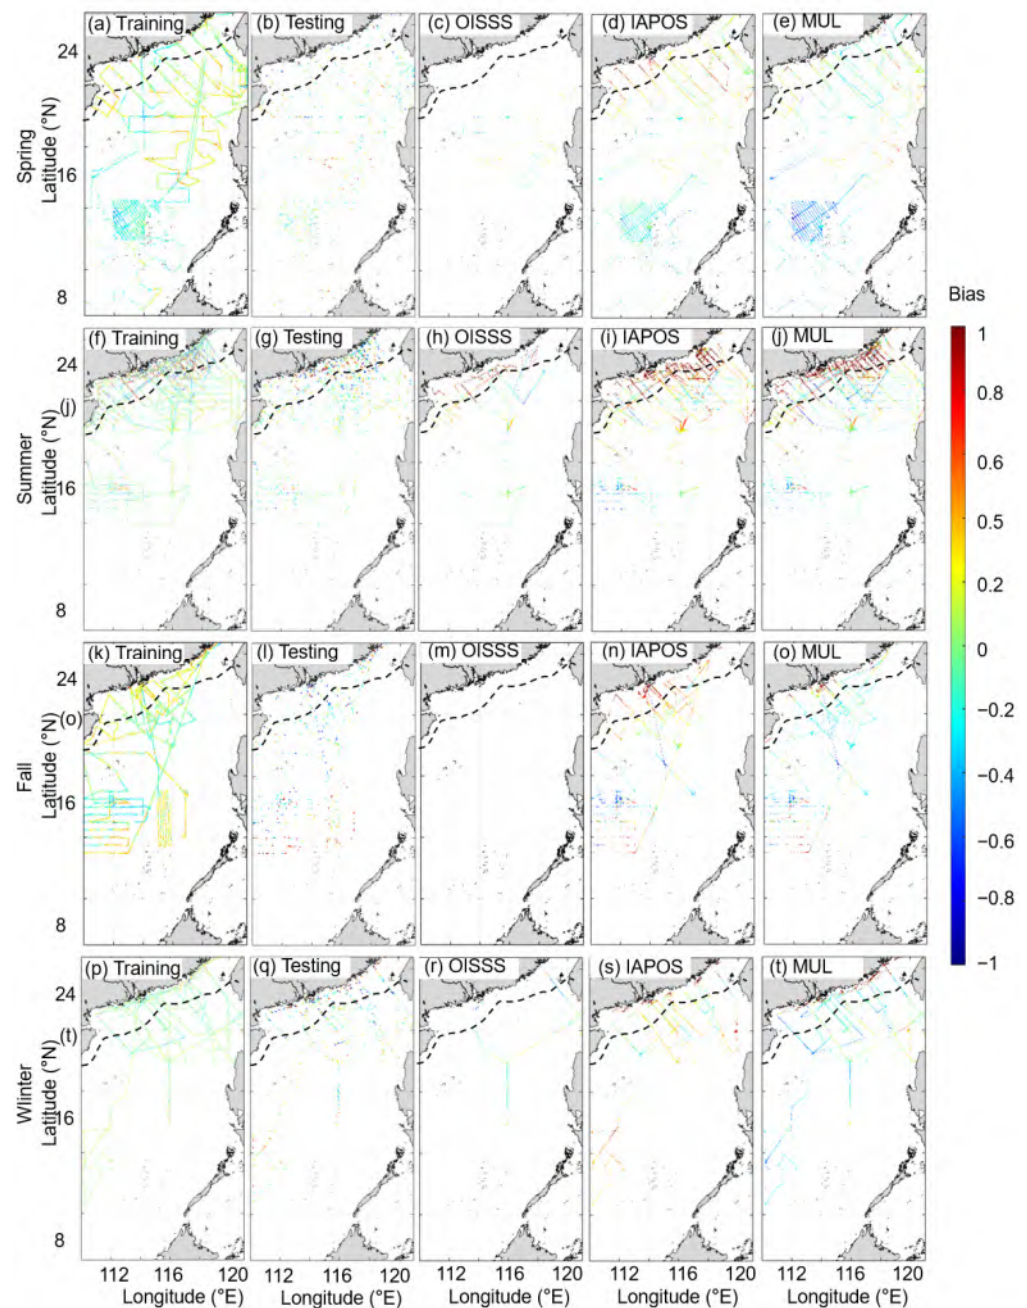 (a) Training (b) Testing (c) OISSS (d) IAPOS (e) MUL
24
Spring
Latitude (°N)
16
8
Bias
(f) Training (g) Testing (h) OISSS (i) IAPOS (j) MUL
24
(j)
Summer
Latitude (°N)
16
8
1
0.8
0.6
0.5
0.2
0
−0.2
−0.4
−0.6
−0.8
−1
(k) Training (l) Testing (m) OISSS (n) IAPOS (o) MUL
24
(o)
Fall
Latitude (°N)
16
8
(p) Training (q) Testing (r) OISSS (s) IAPOS (t) MUL
24
(t)
WIinter
Latitude (°N)
16
8
112 116 120 112 116 120 112 116 120 112 116 120 112 116 120
Longitude (°E) Longitude (°E) Longitude (°E) Longitude (°E) Longitude (°E)